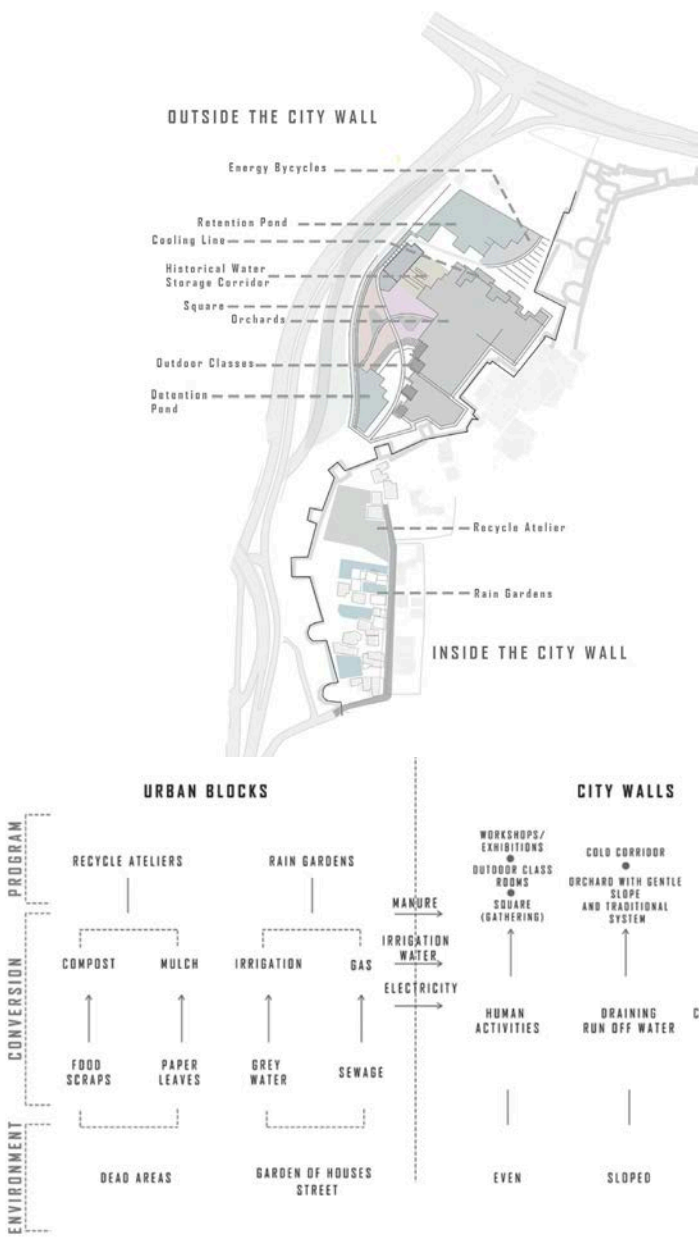 OUTSIDE THE CITY WALL
Energy Bycycles
Retention Pond
Cooling Line
Historical Water
Storage Corridor
Square
Orchards
Outdoor Classes
Detention
Pond
Recycle Atelier
Rain Gardens
INSIDE THE CITY WALL
URBAN BLOCKS
CITY WALLS
PROGRAM
RECYCLE ATELIERS
RAIN GARDENS
WORKSHOPS/
EXHIBITIONS
OUTDOOR CLASS
ROOMS
SQUARE
(GATHERING)
COLD CORRIDOR
ORCHARD WITH GENTLE
SLOPE
AND TRADITIONAL
SYSTEM
CONVERSION
COMPOST
MULCH
IRRIGATION
GAS
MANURE
IRRIGATION
WATER
ELECTRICITY
FOOD
SCRAPS
PAPER
LEAVES
GREY
WATER
SEWAGE
HUMAN
ACTIVITIES
DRAINING
RUN OFF WATER
C
ENVIRONMENT
DEAD AREAS
GARDEN OF HOUSES
STREET
EVEN
SLOPED